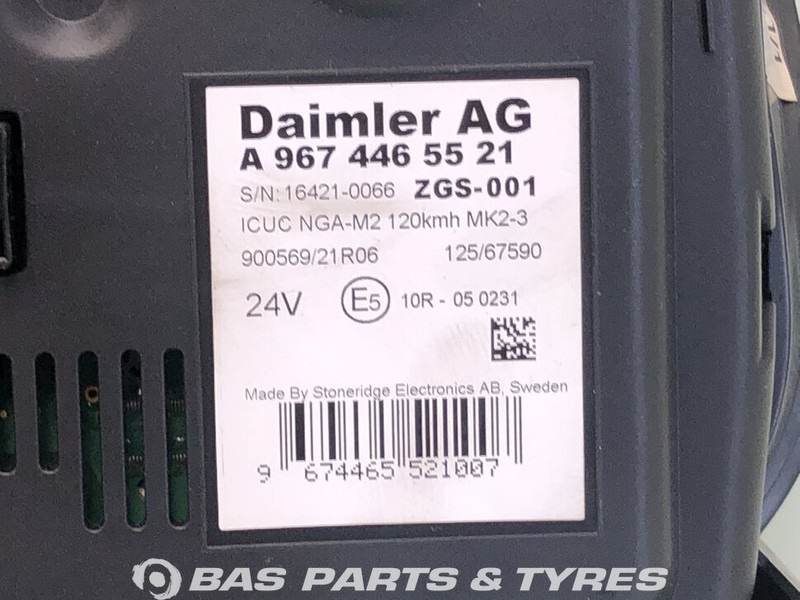 Daimler AG
A 967 446 55 21
S/N: 16421-0066 ZGS-001
ICUC NGA-M2 120kmh MK2-3
900569/21R06 125/67590
24V E5 10R - 05 0231
Made By Stoneridge Electronics AB, Sweden
9 674465 521007
BAS PARTS & TYRES